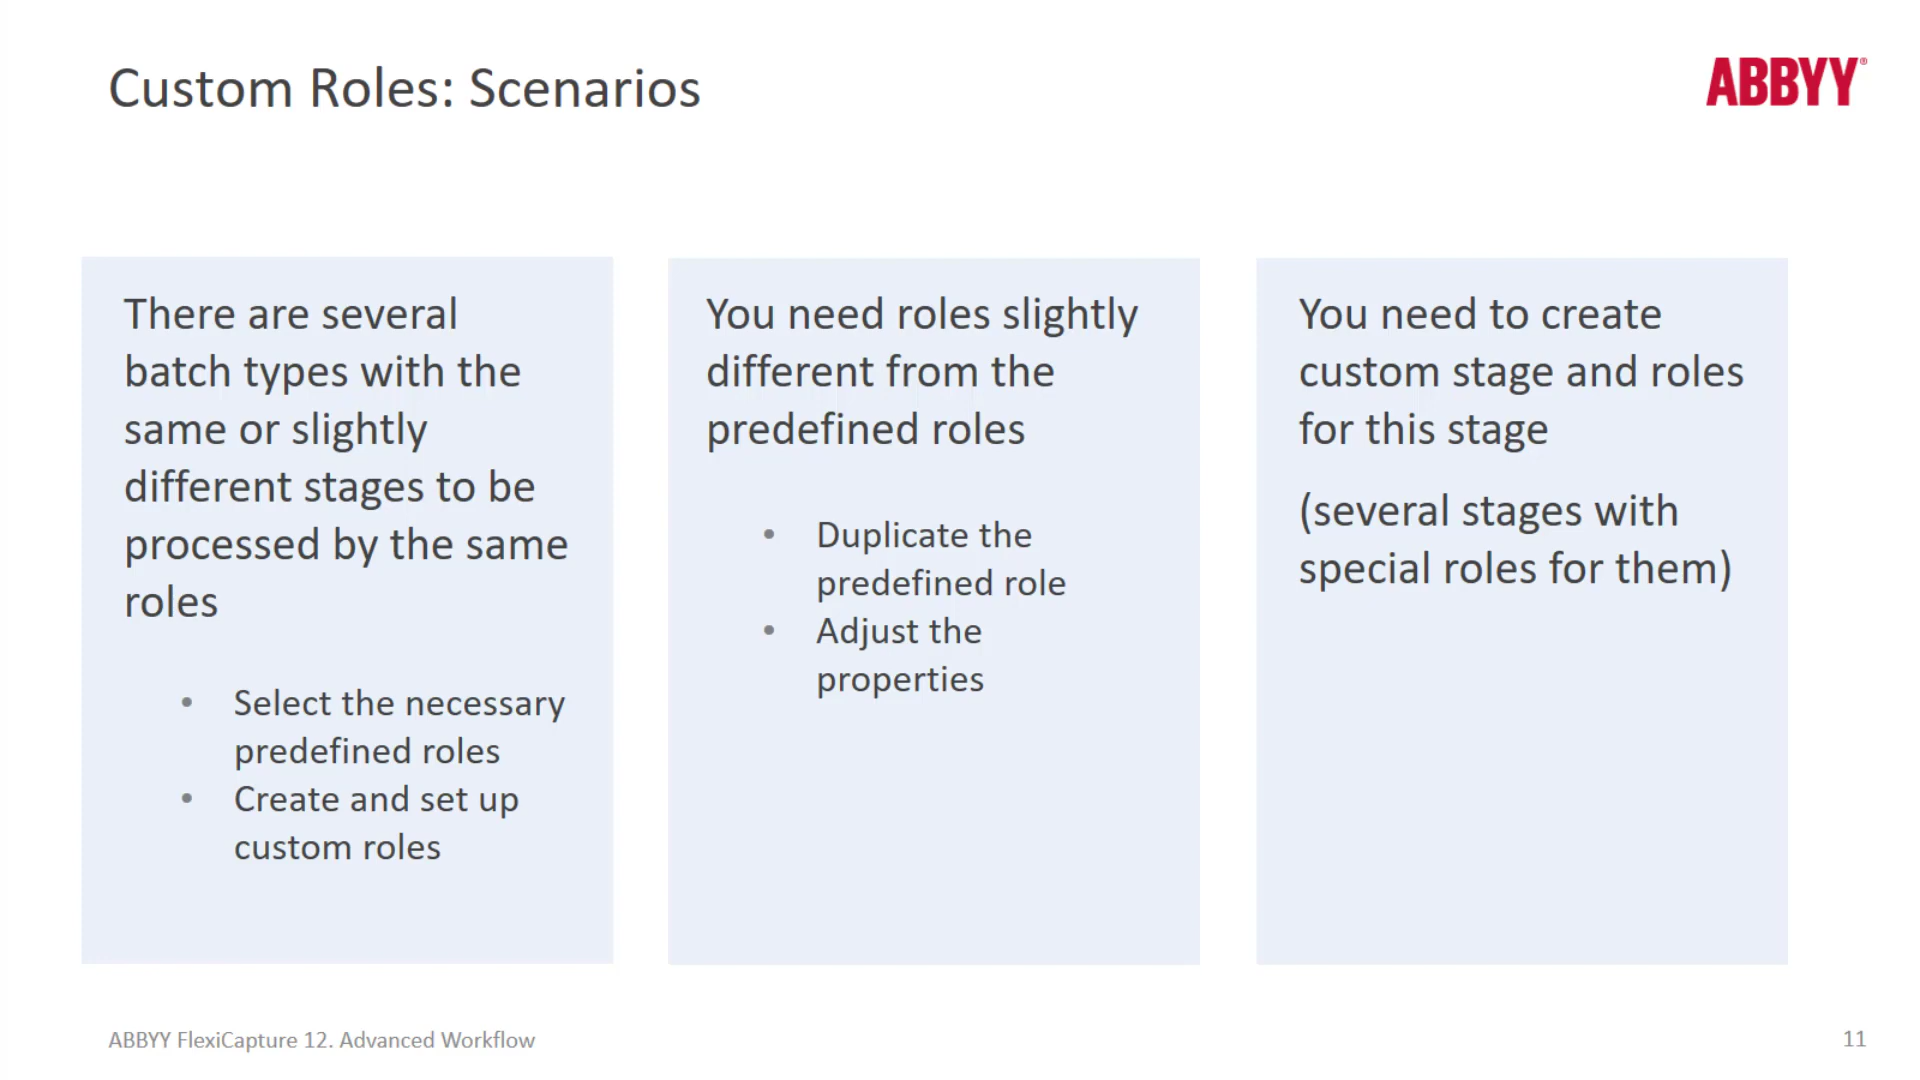 Custom Roles: Scenarios
ABBYY®
There are several
batch types with the
same or slightly
different stages to be
processed by the same
roles
• Select the necessary
predefined roles
• Create and set up
custom roles
You need roles slightly
different from the
predefined roles
• Duplicate the
predefined role
• Adjust the
properties
You need to create
custom stage and roles
for this stage
(several stages with
special roles for them)
ABBYY FlexiCapture 12. Advanced Workflow
11